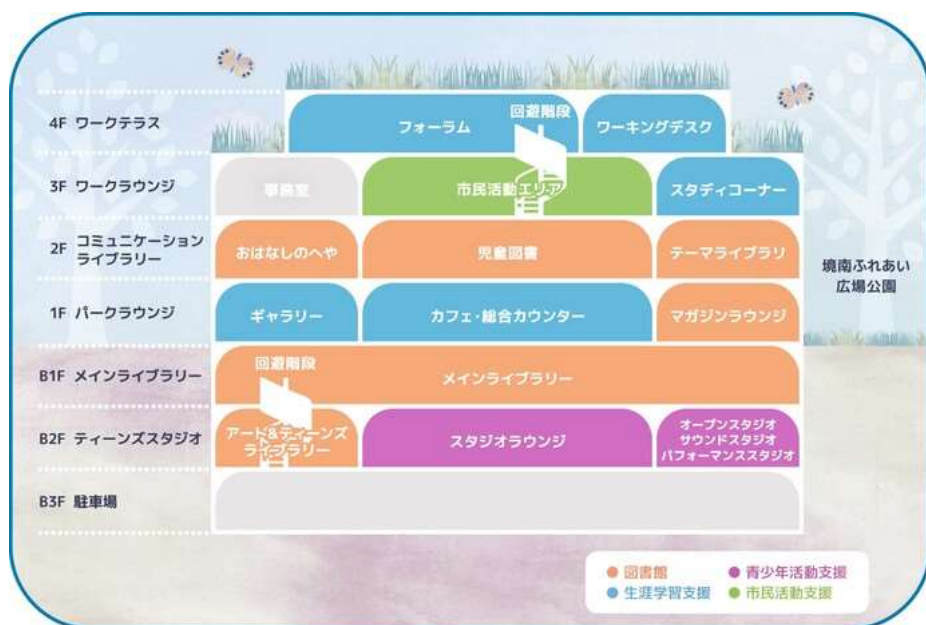 4F ワークテラス
フォーラム
回遊階段
ワーキングデスク
3F ワークラウンジ
事務室
市民活動エリア
スタディコーナー
2F コミュニケーション
ライブラリー
おはなしのへや
児童図書
テーマライブラリ
境南ふれあい
広場公園
1F パークラウンジ
ギャラリー
カフェ・総合カウンター
マガジンラウンジ
B1F メインライブラリー
回遊階段
メインライブラリー
B2F ティーンズスタジオ
アート&ティーンズ
ライブラリー
スタジオラウンジ
オープンスタジオ
サウンドスタジオ
パフォーマンススタジオ
B3F 駐車場
図書館
青少年活動支援
生涯学習支援
市民活動支援